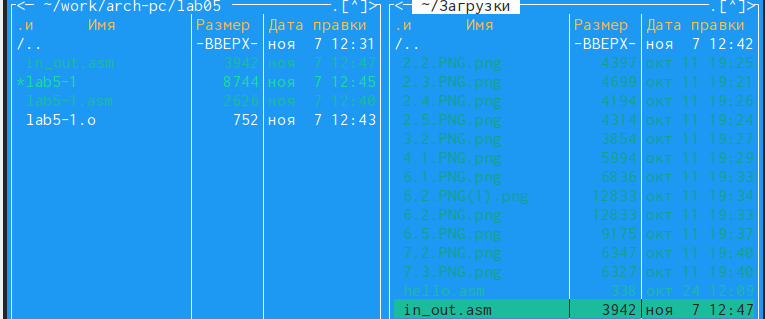 <─ ~/work/arch-pc/lab05 ─.[^]>
.и Имя Размер Дата правки
/.. -ВВЕРХ- ноя 7 12:31
in_out.asm 3942 ноя 7 12:47
*lab5-1 8744 ноя 7 12:45
lab5-1.asm 2626 ноя 7 12:40
lab5-1.o 752 ноя 7 12:43
<─ ~/Загрузки ─.[^]>
.и Имя Размер Дата правки
/.. -ВВЕРХ- ноя 7 12:42
2.2.PNG.png 4397 окт 11 19:25
2.3.PNG.png 4699 окт 11 19:21
2.4.PNG.png 4194 окт 11 19:26
2.5.PNG.png 4314 окт 11 19:24
3.2.PNG.png 3854 окт 11 19:27
4.1.PNG.png 5994 окт 11 19:29
6.1.PNG.png 6836 окт 11 19:33
6.2.PNG(1).png 12833 окт 11 19:34
6.2.PNG.png 12833 окт 11 19:33
6.5.PNG.png 9175 окт 11 19:37
7.2.PNG.png 6347 окт 11 19:40
7.3.PNG.png 6327 окт 11 19:40
hello.asm 338 окт 24 12:09
in_out.asm 3942 ноя 7 12:47